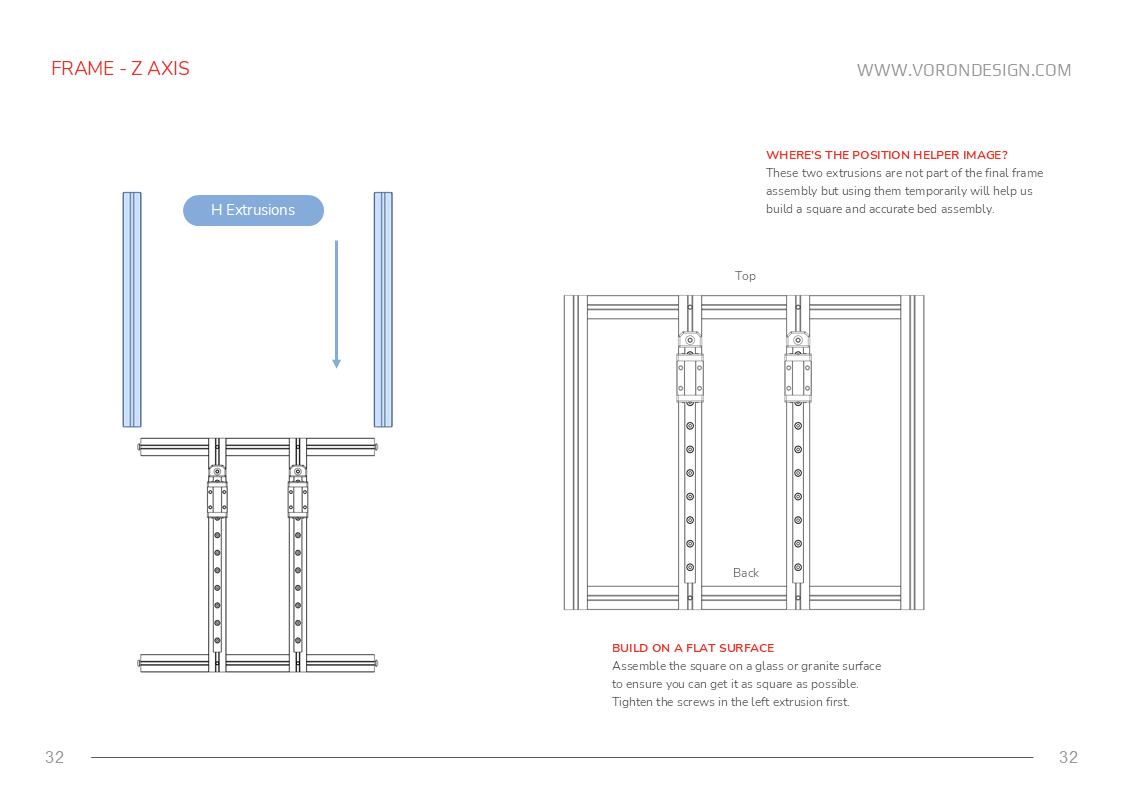 FRAME - Z AXIS
WWW.VORONDESIGN.COM
WHERE'S THE POSITION HELPER IMAGE?
These two extrusions are not part of the final frame
assembly but using them temporarily will help us
build a square and accurate bed assembly.
H Extrusions
Top
Back
BUILD ON A FLAT SURFACE
Assemble the square on a glass or granite surface
to ensure you can get it as square as possible.
Tighten the screws in the left extrusion first.
32
32